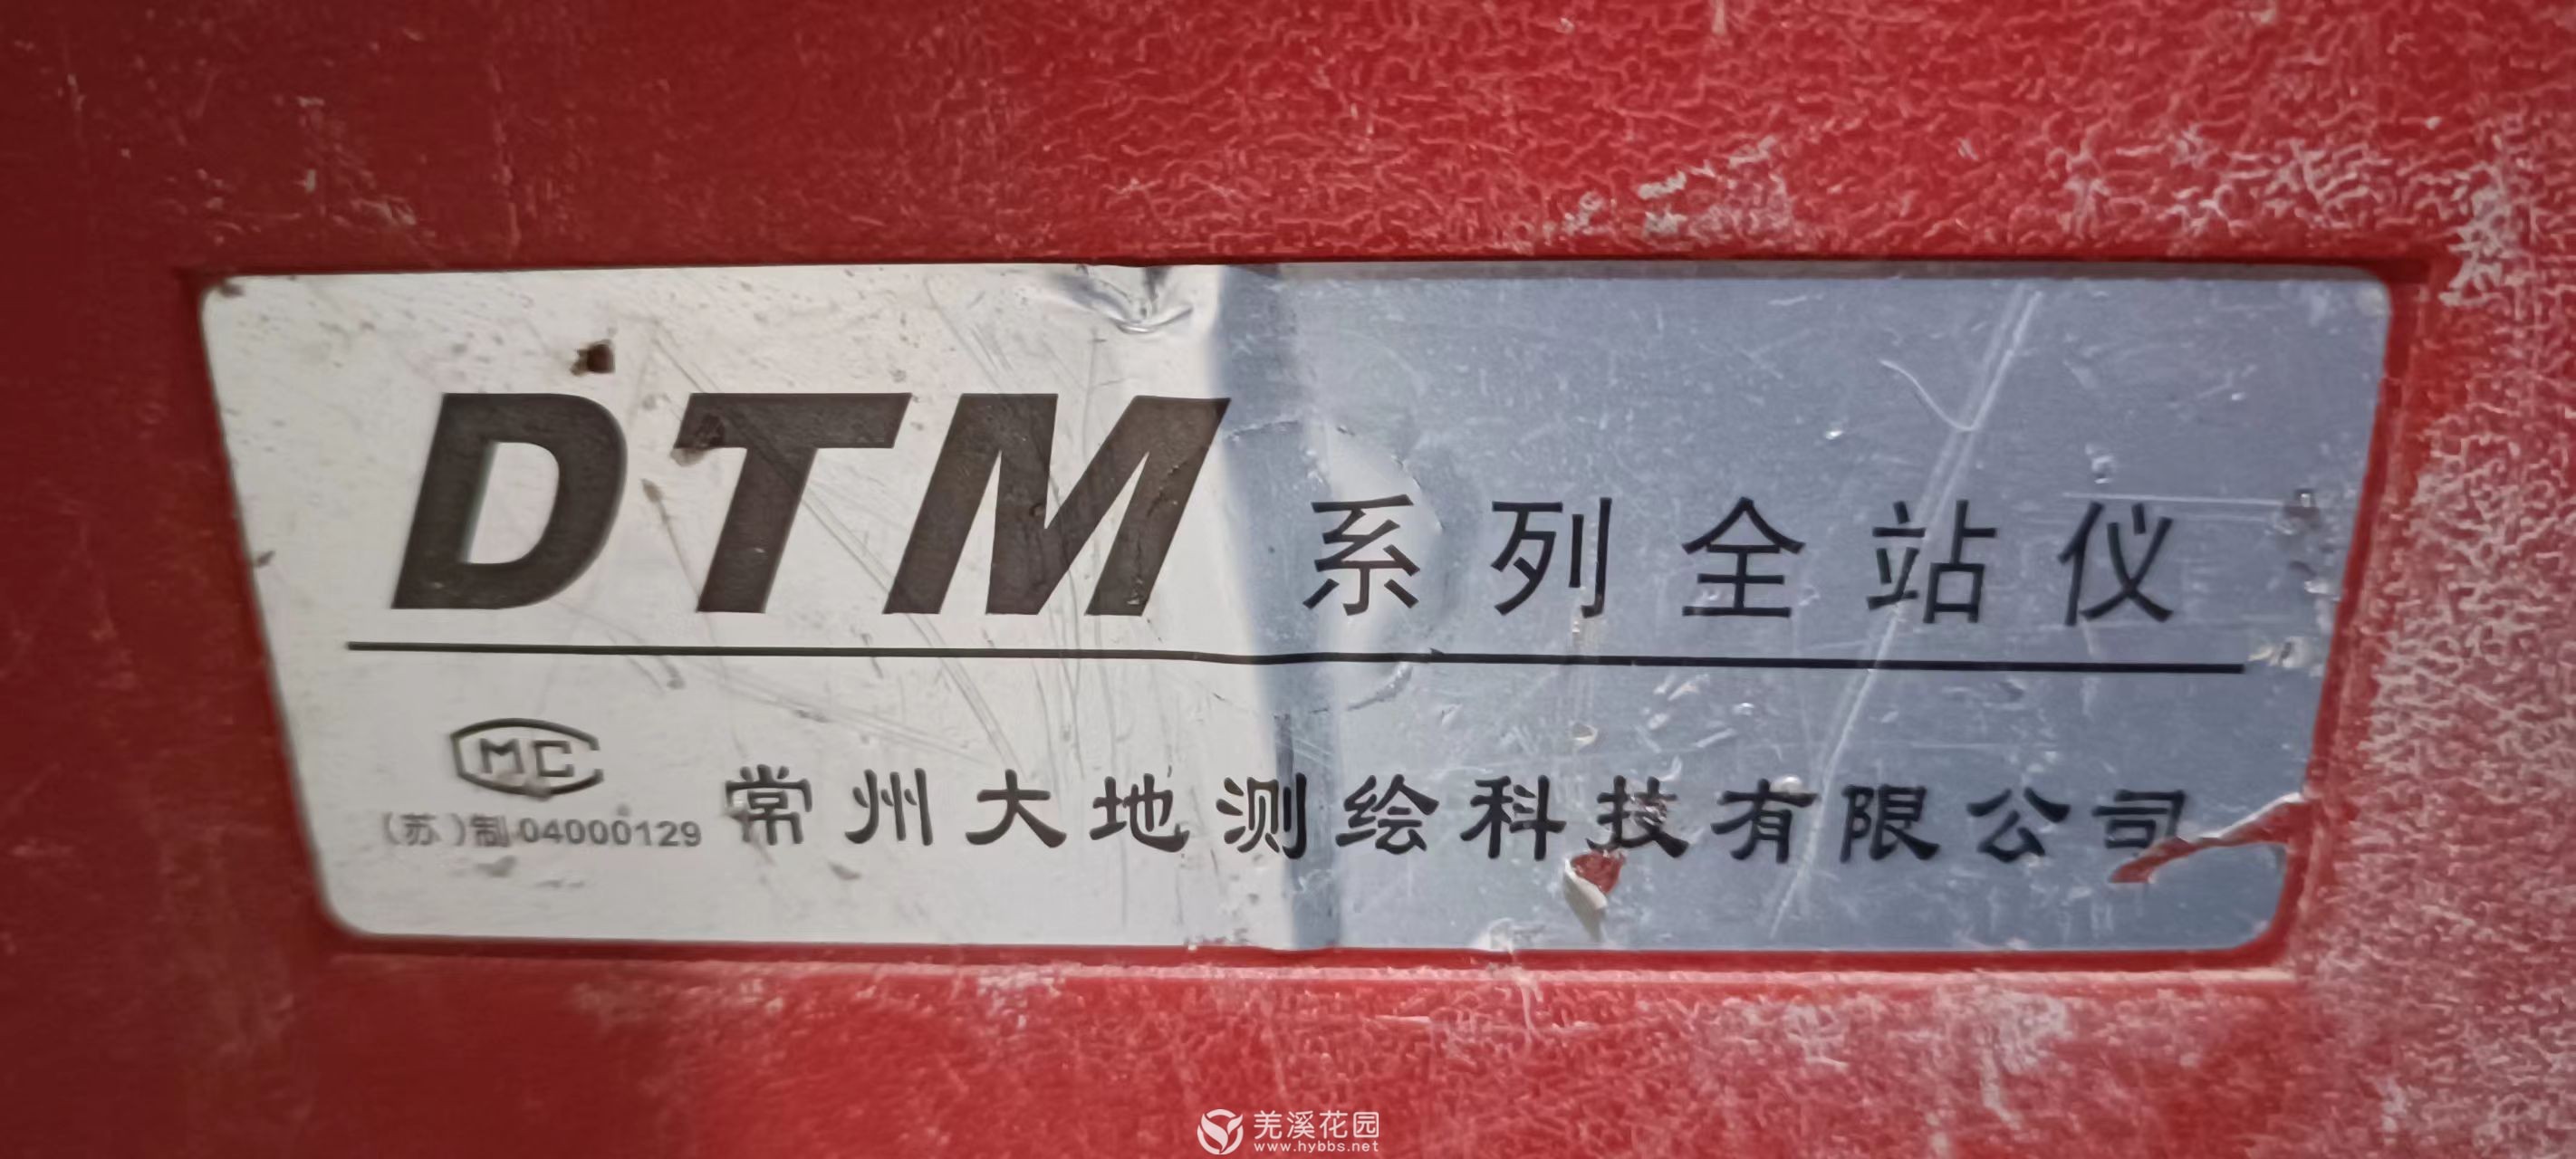 DTM 系列全站仪
MC
(苏)制04000129 常州大地测绘科技有限公司
羌溪花园
www.hybbs.net